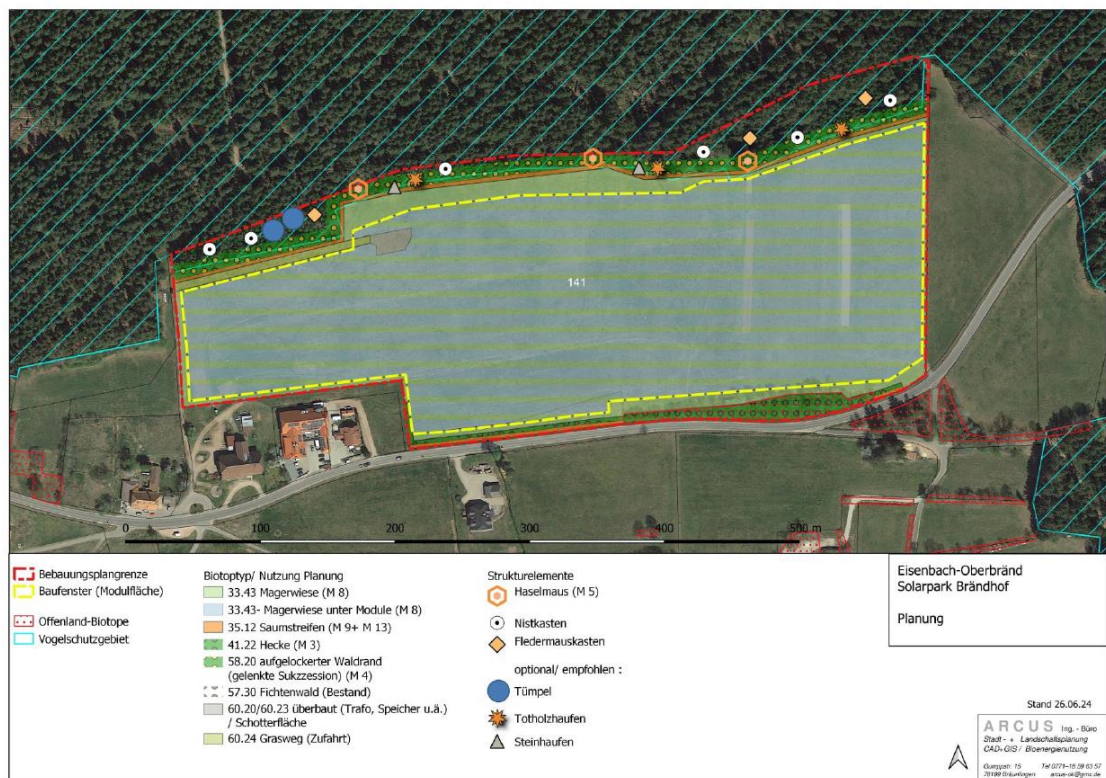 141
0 100 200 300 400 500 m
Bebauungsplangrenze
Baufenster (Modulfläche)
Offenland-Biotope
Vogelschutzgebiet
Biotoptyp/ Nutzung Planung
33.43 Magerwiese (M 8)
33.43- Magerwiese unter Module (M 8)
35.12 Saumstreifen (M 9+ M 13)
41.22 Hecke (M 3)
58.20 aufgelockerter Waldrand
(gelenkte Sukzzession) (M 4)
57.30 Fichtenwald (Bestand)
60.20/60.23 überbaut (Trafo, Speicher u.ä.)
/ Schotterfläche
60.24 Grasweg (Zufahrt)
Strukturelemente
Haselmaus (M 5)
Nistkasten
Fledermauskasten
optional/ empfohlen :
Tümpel
Totholzhaufen
Steinhaufen
Eisenbach-Oberbränd
Solarpark Brändhof
Planung
Stand 26.06.24
ARCUS Ing. - Büro
Stadt - + Landschaftsplanung
CAD+GIS / Bioenergienutzung
78199 Bräunlingen